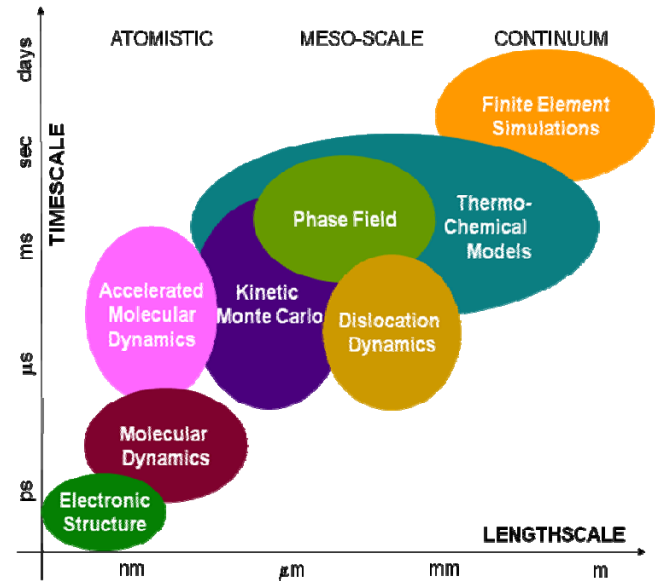 ATOMISTIC
MESO-SCALE
CONTINUUM
days
sec
ms
µs
ps
TIMESCALE
Finite Element
Simulations
Thermo-
Chemical
Models
Phase Field
Accelerated
Molecular
Dynamics
Kinetic
Monte Carlo
Dislocation
Dynamics
Molecular
Dynamics
Electronic
Structure
LENGTHSCALE
nm
µm
mm
m